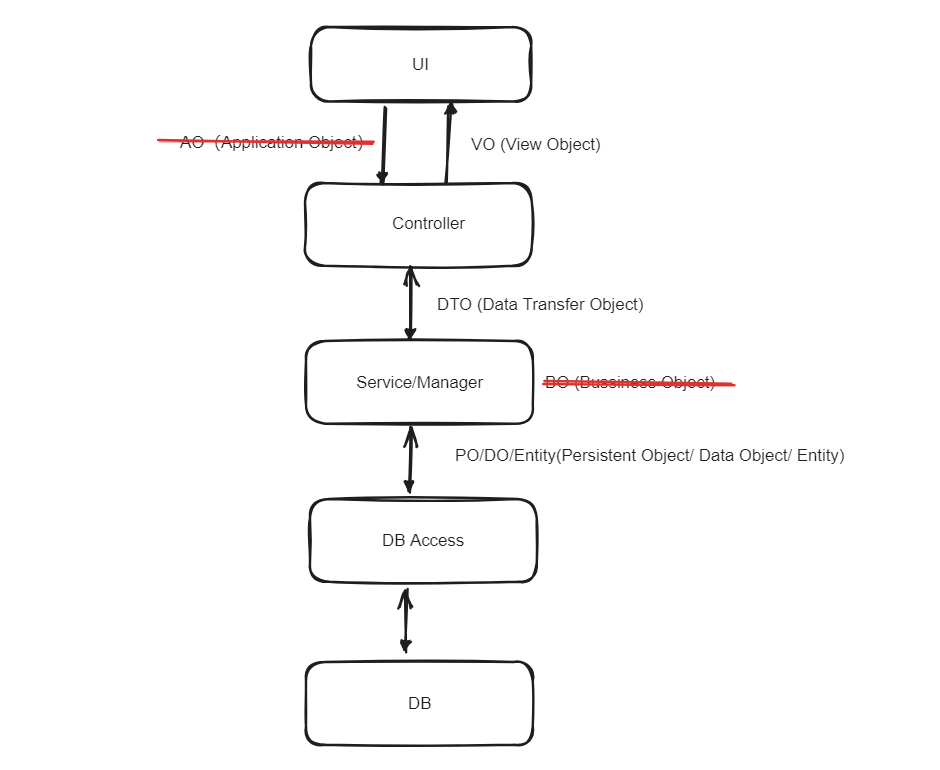 UI
AO (Application Object)
VO (View Object)
Controller
DTO (Data Transfer Object)
Service/Manager
BO (Bussiness Object)
PO/DO/Entity(Persistent Object/ Data Object/ Entity)
DB Access
DB